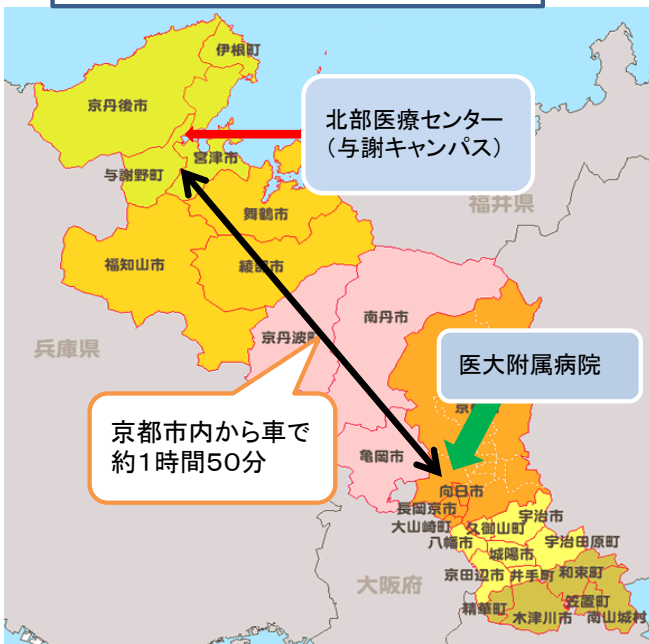 伊根町
京丹後市
北部医療センター
（与謝キャンパス）
宮津市
与謝野町
舞鶴市
福井県
福知山市
綾部市
南丹市
京丹波町
兵庫県
医大附属病院
京都市内から車で
約１時間５０分
亀岡市
向日市
長岡京市
大山崎町
久御山町
宇治市
八幡市
宇治田原町
城陽市
京田辺市
井手町
和束町
大阪府
精華町
笠置町
木津川市
南山城村